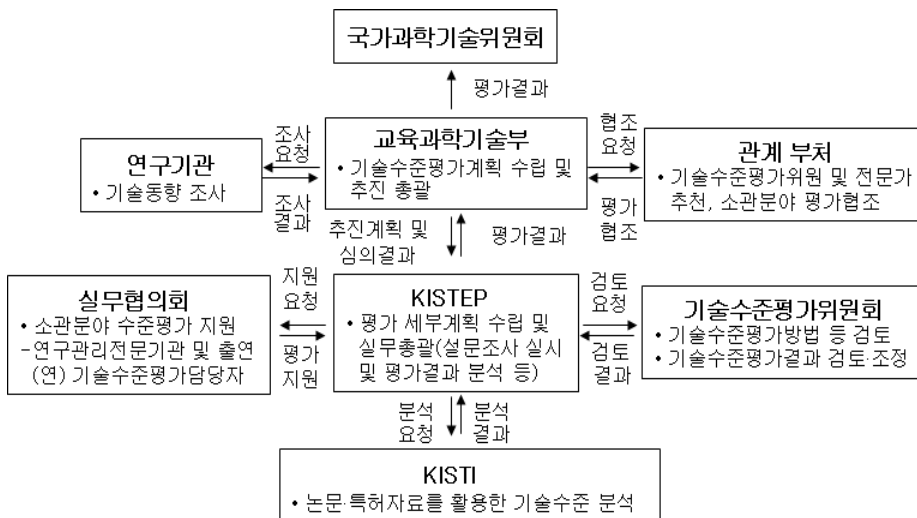 국가과학기술위원회
평가결과
연구기관
• 기술동향 조사
조사
요청
조사
결과
교육과학기술부
• 기술수준평가계획 수립 및
추진 총괄
협조
요청
평가
협조
관계 부처
• 기술수준평가위원 및 전문가
추천, 소관분야 평가협조
추진계획 및
심의결과
평가결과
실무협의회
• 소관분야 수준평가 지원
-연구관리전문기관 및 출연
(연) 기술수준평가담당자
지원
요청
평가
지원
KISTEP
• 평가 세부계획 수립 및
실무총괄(설문조사 실시
및 평가결과 분석 등)
검토
요청
검토
결과
기술수준평가위원회
• 기술수준평가방법 등 검토
• 기술수준평가결과 검토·조정
분석
요청
분석
결과
KISTI
• 논문·특허자료를 활용한 기술수준 분석